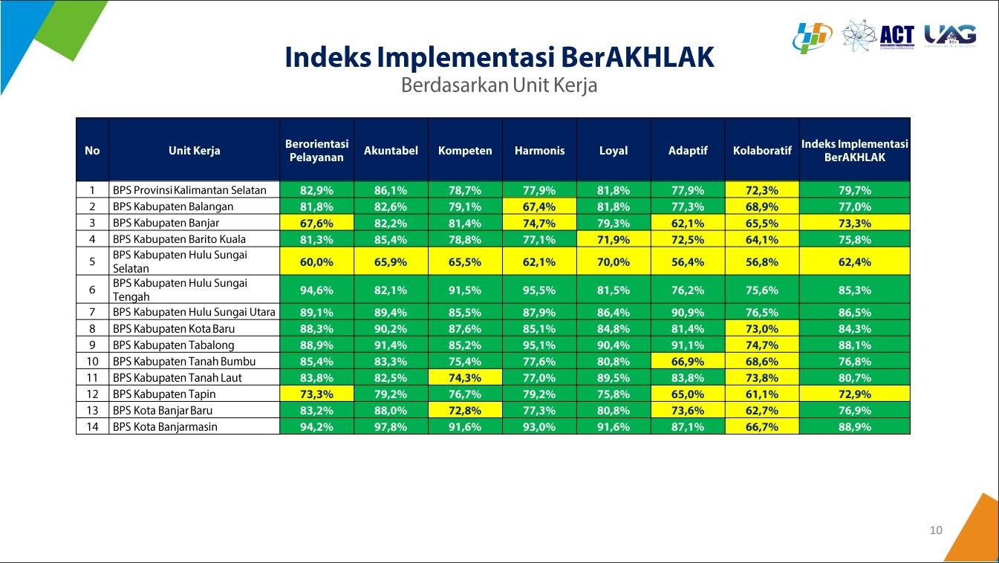 ACT
UAG
Indeks Implementasi BerAKHLAK
Berdasarkan Unit Kerja
No Unit Kerja Berorientasi Pelayanan Akuntabel Kompeten Harmonis Loyal Adaptif Kolaboratif Indeks Implementasi BerAKHLAK
1 BPS Provinsi Kalimantan Selatan 82,9% 86,1% 78,7% 77,9% 81,8% 77,9% 72,3% 79,7%
2 BPS Kabupaten Balangan 81,8% 82,6% 79,1% 67,4% 81,8% 77,3% 68,9% 77,0%
3 BPS Kabupaten Banjar 67,6% 82,2% 81,4% 74,7% 79,3% 62,1% 65,5% 73,3%
4 BPS Kabupaten Barito Kuala 81,3% 85,4% 78,8% 77,1% 71,9% 72,5% 64,1% 75,8%
5 BPS Kabupaten Hulu Sungai Selatan 60,0% 65,9% 65,5% 62,1% 70,0% 56,4% 56,8% 62,4%
6 BPS Kabupaten Hulu Sungai Tengah 94,6% 82,1% 91,5% 95,5% 81,5% 76,2% 75,6% 85,3%
7 BPS Kabupaten Hulu Sungai Utara 89,1% 89,4% 85,5% 87,9% 86,4% 90,9% 76,5% 86,5%
8 BPS Kabupaten Kota Baru 88,3% 90,2% 87,6% 85,1% 84,8% 81,4% 73,0% 84,3%
9 BPS Kabupaten Tabalong 88,9% 91,4% 85,2% 95,1% 90,4% 91,1% 74,7% 88,1%
10 BPS Kabupaten Tanah Bumbu 85,4% 83,3% 75,4% 77,6% 80,8% 66,9% 68,6% 76,8%
11 BPS Kabupaten Tanah Laut 83,8% 82,5% 74,3% 77,0% 89,5% 83,8% 73,8% 80,7%
12 BPS Kabupaten Tapin 73,3% 79,2% 76,7% 79,2% 75,8% 65,0% 61,1% 72,9%
13 BPS Kota Banjar Baru 83,2% 88,0% 72,8% 77,3% 80,8% 73,6% 62,7% 76,9%
14 BPS Kota Banjarmasin 94,2% 97,8% 91,6% 93,0% 91,6% 87,1% 66,7% 88,9%
10